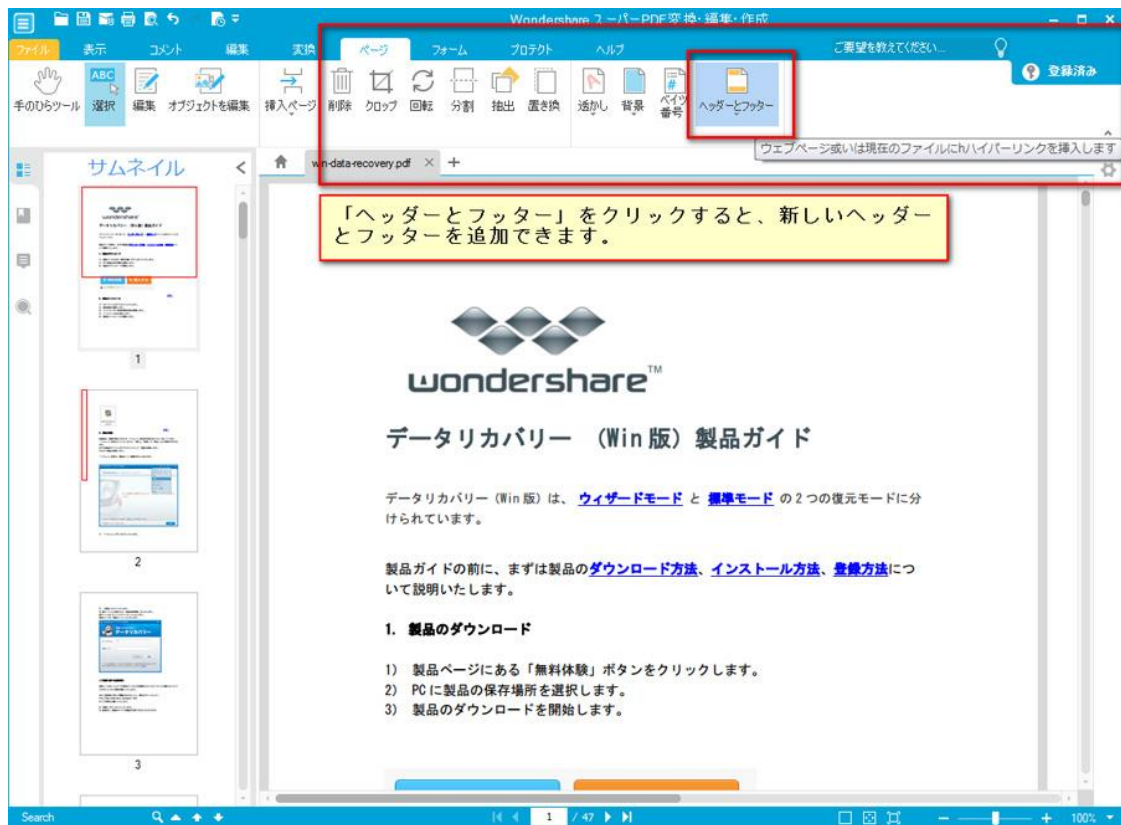 Wondershare スーパーPDF変換・編集・作成
ファイル 表示 コメント 編集 変換 ページ フォーム プロテクト ヘルプ ご要望を教えてください...
登録済み
手のひらツール ABC 選択 編集 オブジェクトを編集 挿入ページ 削除 クロップ 回転 分割 抽出 置き換 透かし 背景 ベイツ番号 ヘッダーとフッター
ウェブページ或いは現在のファイルにhハイパーリンクを挿入します
サムネイル
win-data-recovery.pdf × +
「ヘッダーとフッター」をクリックすると、新しいヘッダー
とフッターを追加できます。
wondershare™
データリカバリー （Win版）製品ガイド
データリカバリー（Win版）は、 ウィザードモード と 標準モード の2つの復元モードに分
けられています。
製品ガイドの前に、まずは製品のダウンロード方法、インストール方法、登録方法につ
いて説明いたします。
1. 製品のダウンロード
1) 製品ページにある「無料体験」ボタンをクリックします。
2) PCに製品の保存場所を選択します。
3) 製品のダウンロードを開始します。
1
2
3
Search
1 / 47
100%